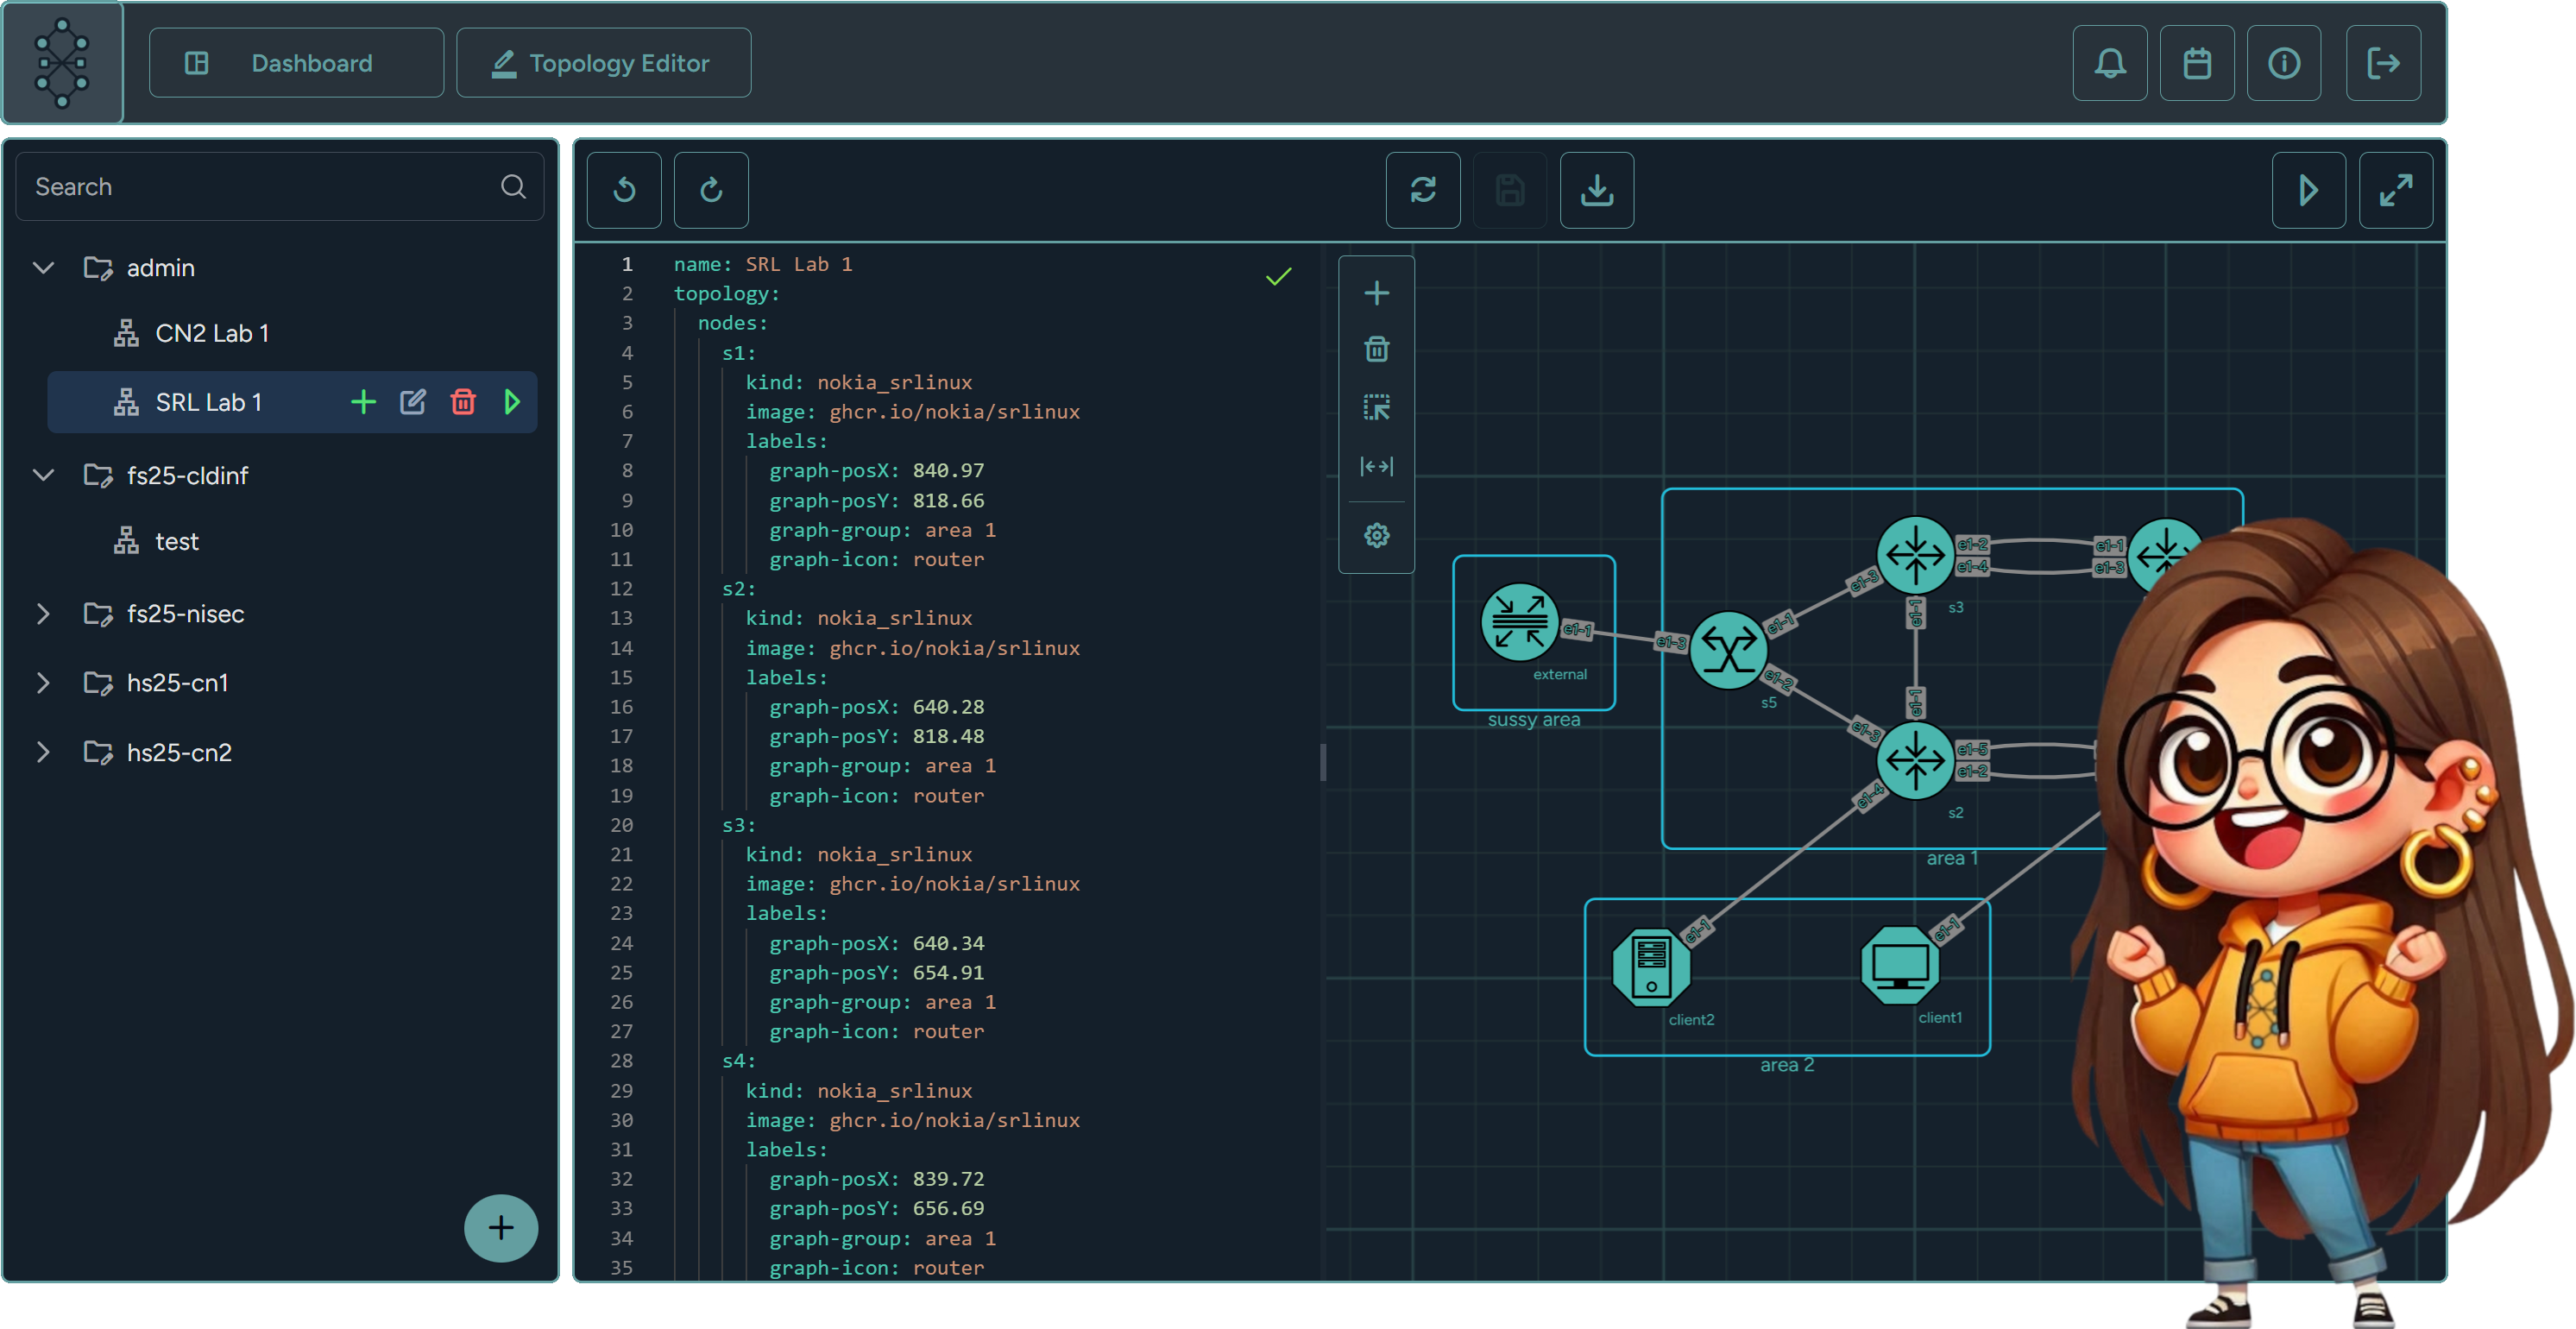 Dashboard
Topology Editor
Search
admin
CN2 Lab 1
SRL Lab 1
fs25-cldinf
test
fs25-nisec
hs25-cn1
hs25-cn2
1 name: SRL Lab 1
2 topology:
3 nodes:
4 s1:
5 kind: nokia_srlinux
6 image: ghcr.io/nokia/srlinux
7 labels:
8 graph-posX: 840.97
9 graph-posY: 818.66
10 graph-group: area 1
11 graph-icon: router
12 s2:
13 kind: nokia_srlinux
14 image: ghcr.io/nokia/srlinux
15 labels:
16 graph-posX: 640.28
17 graph-posY: 818.48
18 graph-group: area 1
19 graph-icon: router
20 s3:
21 kind: nokia_srlinux
22 image: ghcr.io/nokia/srlinux
23 labels:
24 graph-posX: 640.34
25 graph-posY: 654.91
26 graph-group: area 1
27 graph-icon: router
28 s4:
29 kind: nokia_srlinux
30 image: ghcr.io/nokia/srlinux
31 labels:
32 graph-posX: 839.72
33 graph-posY: 656.69
34 graph-group: area 1
35 graph-icon: router
e1-2
e1-1
e1-4
e1-3
e1-3
s3
e1-1
e1-1
e1-1
e1-3
external
sussy area
e1-2
s5
e1-1
e1-3
e1-5
e1-2
e1-4
s2
area 1
e1-1
e1-1
client2
client1
area 2